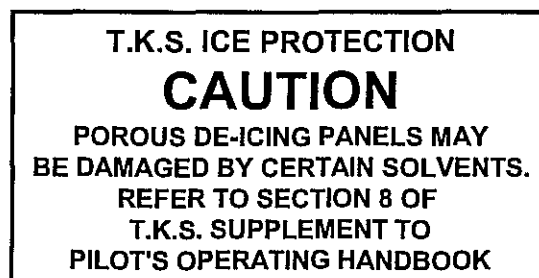 T.K.S. ICE PROTECTION
CAUTION
POROUS DE-ICING PANELS MAY
BE DAMAGED BY CERTAIN SOLVENTS.
REFER TO SECTION 8 OF
T.K.S. SUPPLEMENT TO
PILOT'S OPERATING HANDBOOK